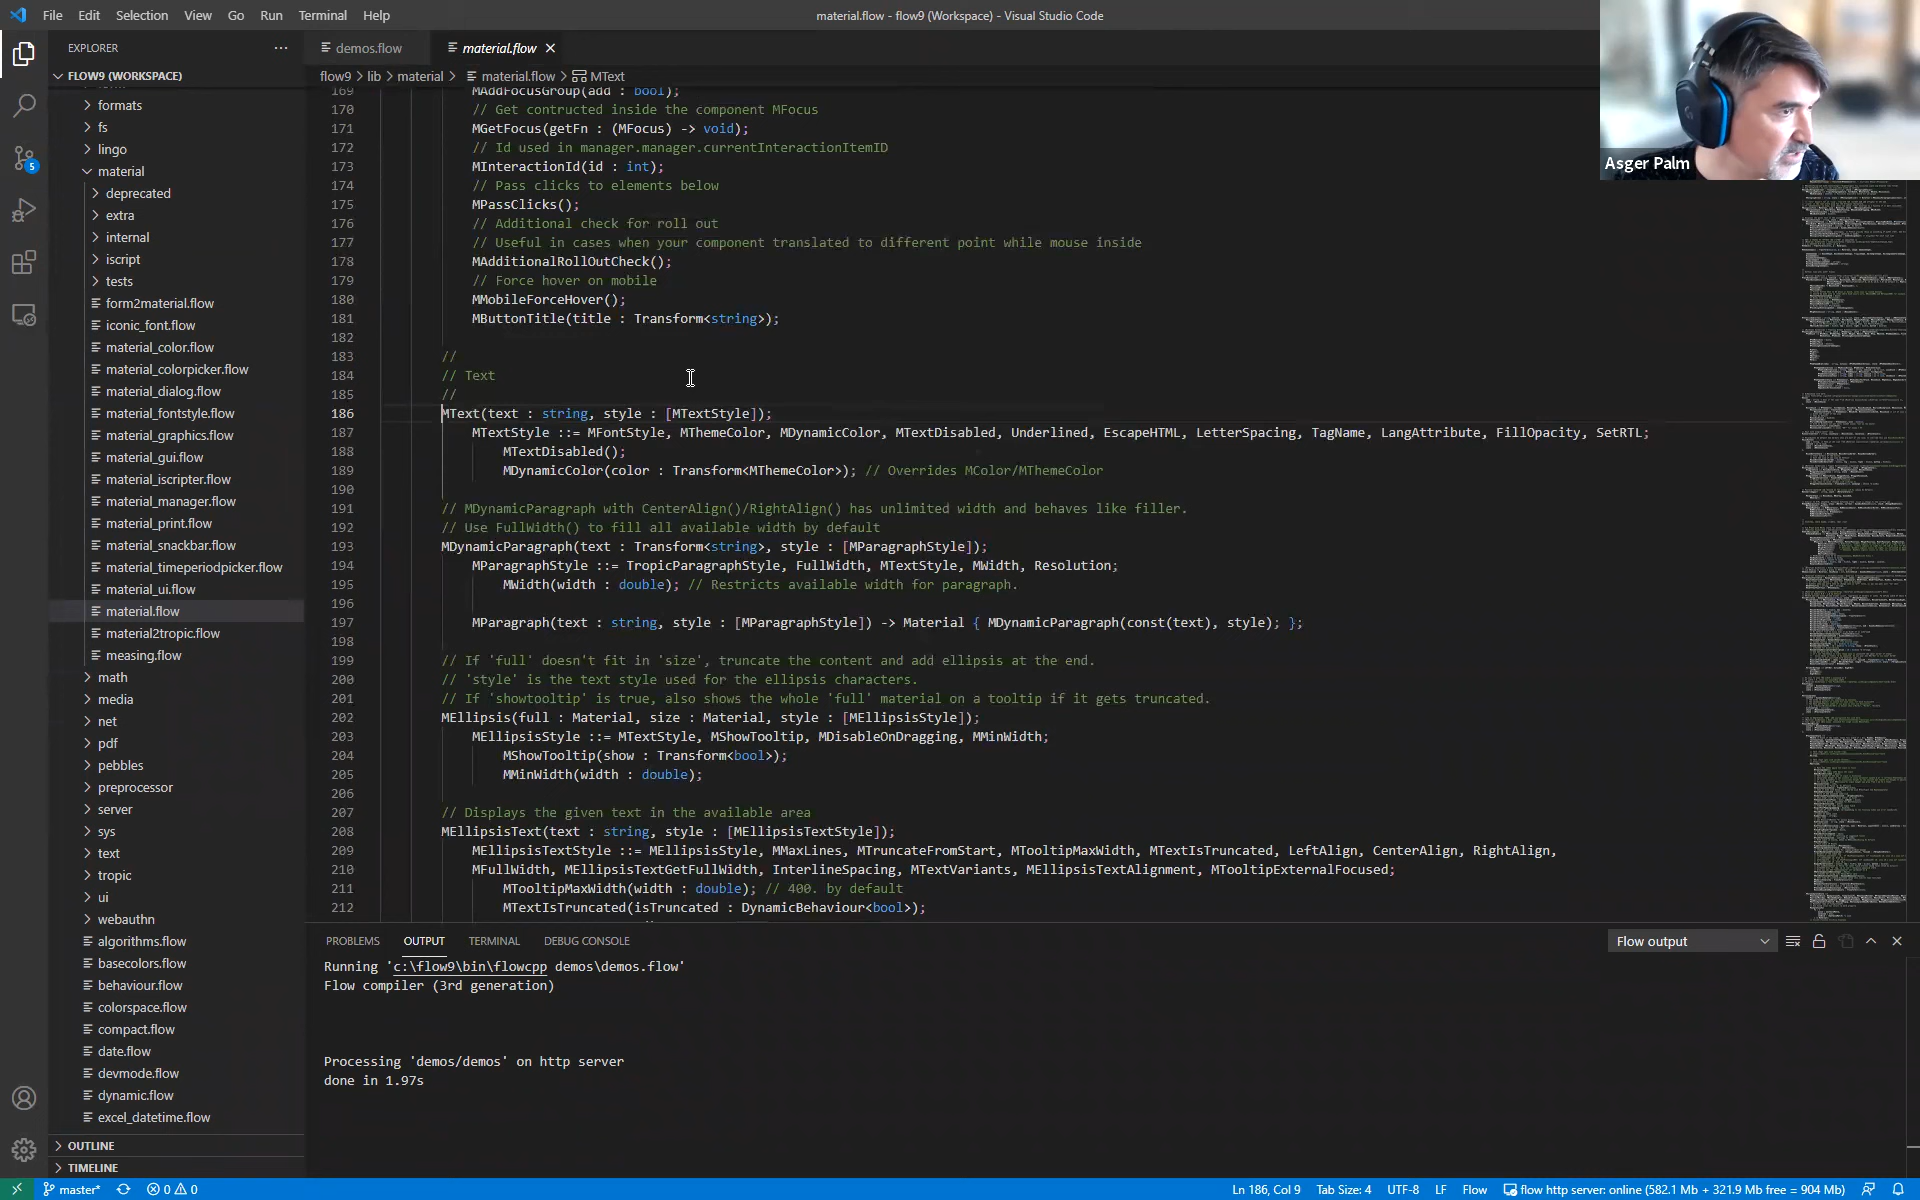 File Edit Selection View Go Run Terminal Help
material.flow - flow9 (Workspace) - Visual Studio Code
EXPLORER
demos.flow
material.flow
FLOW9 (WORKSPACE)
flow9 > lib > material > material.flow > MText
formats
fs
lingo
material
deprecated
extra
internal
iscript
tests
form2material.flow
iconic_font.flow
material_color.flow
material_colorpicker.flow
material_dialog.flow
material_fontstyle.flow
material_graphics.flow
material_gui.flow
material_iscripter.flow
material_manager.flow
material_print.flow
material_snackbar.flow
material_timeperiodpicker.flow
material_ui.flow
material.flow
material2tropic.flow
measing.flow
math
media
net
pdf
pebbles
preprocessor
server
sys
text
tropic
ui
webauthn
algorithms.flow
basecolors.flow
behaviour.flow
colorspace.flow
compact.flow
date.flow
devmode.flow
dynamic.flow
excel_datetime.flow
OUTLINE
TIMELINE
5
169 MAddFocusGroup(add : bool);
170 // Get contructed inside the component MFocus
171 MGetFocus(getFn : (MFocus) -> void);
172 // Id used in manager.manager.currentInteractionItemID
173 MInteractionId(id : int);
174 // Pass clicks to elements below
175 MPassClicks();
176 // Additional check for roll out
177 // Useful in cases when your component translated to different point while mouse inside
178 MAdditionalRollOutCheck();
179 // Force hover on mobile
180 MMobileForceHover();
181 MButtonTitle(title : Transform<string>);
182
183 //
184 // Text
185 //
186 MText(text : string, style : [MTextStyle]);
187 MTextStyle ::= MFontStyle, MThemeColor, MDynamicColor, MTextDisabled, Underlined, EscapeHTML, LetterSpacing, TagName, LangAttribute, FillOpacity, SetRTL;
188 MTextDisabled();
189 MDynamicColor(color : Transform<MThemeColor>); // Overrides MColor/MThemeColor
190
191 // MDynamicParagraph with CenterAlign()/RightAlign() has unlimited width and behaves like filler.
192 // Use FullWidth() to fill all available width by default
193 MDynamicParagraph(text : Transform<string>, style : [MParagraphStyle]);
194 MParagraphStyle ::= TropicParagraphStyle, FullWidth, MTextStyle, MWidth, Resolution;
195 MWidth(width : double); // Restricts available width for paragraph.
196
197 MParagraph(text : string, style : [MParagraphStyle]) -> Material { MDynamicParagraph(const(text), style); };
198
199 // If 'full' doesn't fit in 'size', truncate the content and add ellipsis at the end.
200 // 'style' is the text style used for the ellipsis characters.
201 // If 'showtooltip' is true, also shows the whole 'full' material on a tooltip if it gets truncated.
202 MEllipsis(full : Material, size : Material, style : [MEllipsisStyle]);
203 MEllipsisStyle ::= MTextStyle, MShowTooltip, MDisableOnDragging, MMinWidth;
204 MShowTooltip(show : Transform<bool>);
205 MMinWidth(width : double);
206
207 // Displays the given text in the available area
208 MEllipsisText(text : string, style : [MEllipsisTextStyle]);
209 MEllipsisTextStyle ::= MEllipsisStyle, MMaxLines, MTruncateFromStart, MTooltipMaxWidth, MTextIsTruncated, LeftAlign, CenterAlign, RightAlign,
210 MFullWidth, MEllipsisTextGetFullWidth, InterlineSpacing, MTextVariants, MEllipsisTextAlignment, MTooltipExternalFocused;
211 MTooltipMaxWidth(width : double); // 400. by default
212 MTextIsTruncated(isTruncated : DynamicBehaviour<bool>);
Asger Palm
PROBLEMS OUTPUT TERMINAL DEBUG CONSOLE
Flow output
Running 'c:\flow9\bin\flowcpp demos\demos.flow'
Flow compiler (3rd generation)
Processing 'demos/demos' on http server
done in 1.97s
master* 0 0
Ln 186, Col 9 Tab Size: 4 UTF-8 LF Flow flow http server: online (582.1 Mb + 321.9 Mb free = 904 Mb)